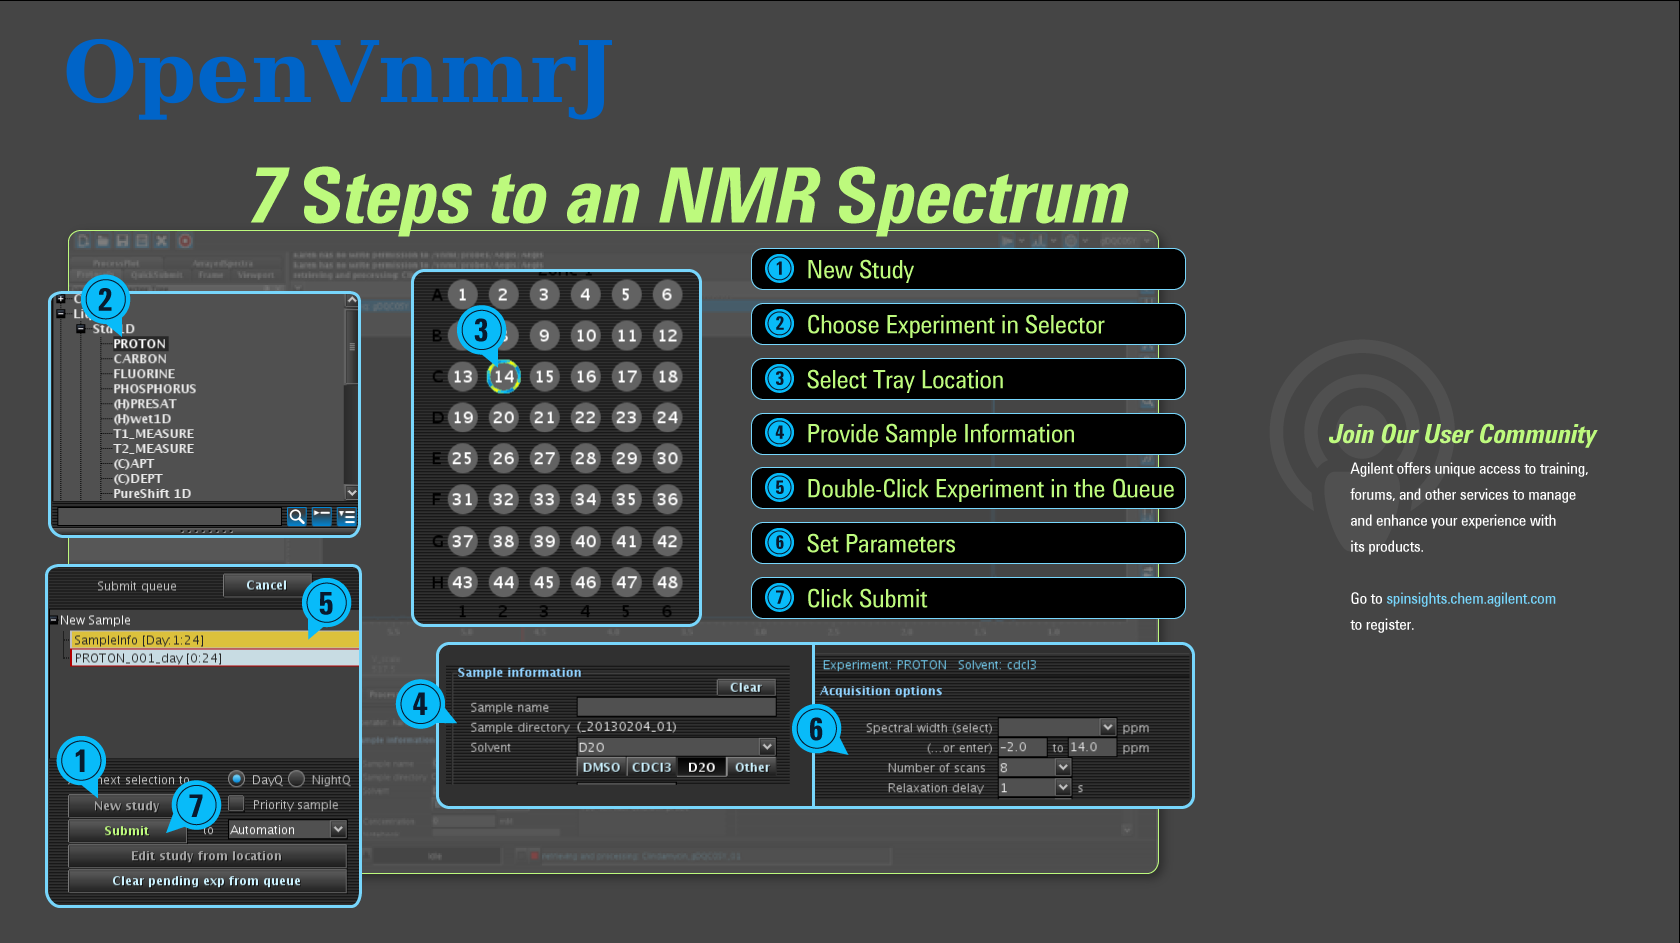 OpenVnmrJ
7 Steps to an NMR Spectrum
ProcessPlot
ArrayedSpectra
QuickSubmit Frame Viewport
2
Std 1D
PROTON
CARBON
FLUORINE
PHOSPHORUS
(H)PRESAT
(H)wet1D
T1_MEASURE
T2_MEASURE
(C)APT
(C)DEPT
PureShift 1D
A 1 2 3 4 5 6
3
B 9 10 11 12
C 13 14 15 16 17 18
D 19 20 21 22 23 24
E 25 26 27 28 29 30
F 31 32 33 34 35 36
G 37 38 39 40 41 42
H 43 44 45 46 47 48
1 2 3 4 5 6
1 New Study
2 Choose Experiment in Selector
3 Select Tray Location
4 Provide Sample Information
5 Double-Click Experiment in the Queue
6 Set Parameters
7 Click Submit
Submit queue Cancel
5
New Sample
SampleInfo [Day: 1:24]
PROTON_001_day [0:24]
1
next selection to DayQ NightQ
New study 7 Priority sample
Submit to Automation
Edit study from location
Clear pending exp from queue
4
Sample information
Clear
Sample name
Sample directory (_20130204_01)
Solvent D2O
DMSO CDCl3 D2O Other
6
Experiment: PROTON Solvent: cdcl3
Acquisition options
Spectral width (select) ppm
(...or enter) -2.0 to 14.0 ppm
Number of scans 8
Relaxation delay 1 s
Idle
Join Our User Community
Agilent offers unique access to training,
forums, and other services to manage
and enhance your experience with
its products.
Go to spinsights.chem.agilent.com
to register.